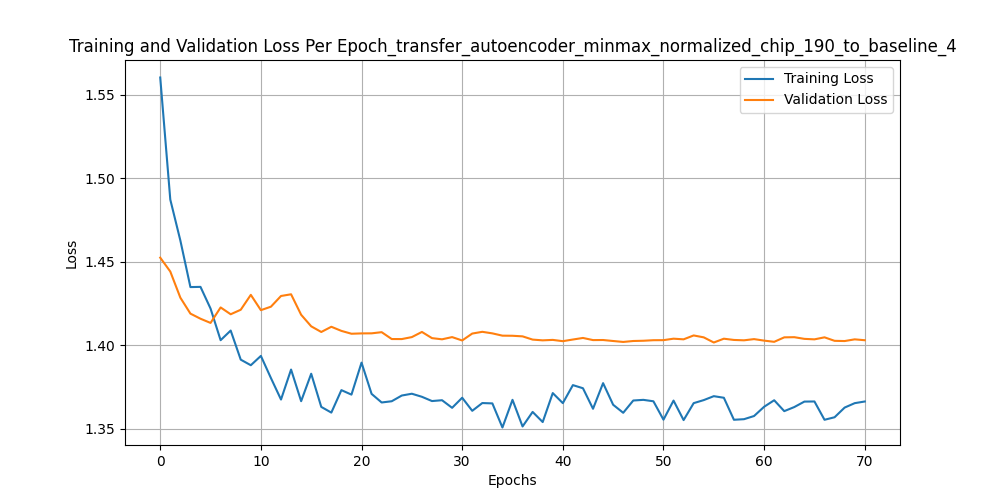 Training and Validation Loss Per Epoch_transfer_autoencoder_minmax_normalized_chip_190_to_baseline_4
Training Loss
Validation Loss
1.55
1.50
1.45
1.40
1.35
Loss
0 10 20 30 40 50 60 70
Epochs